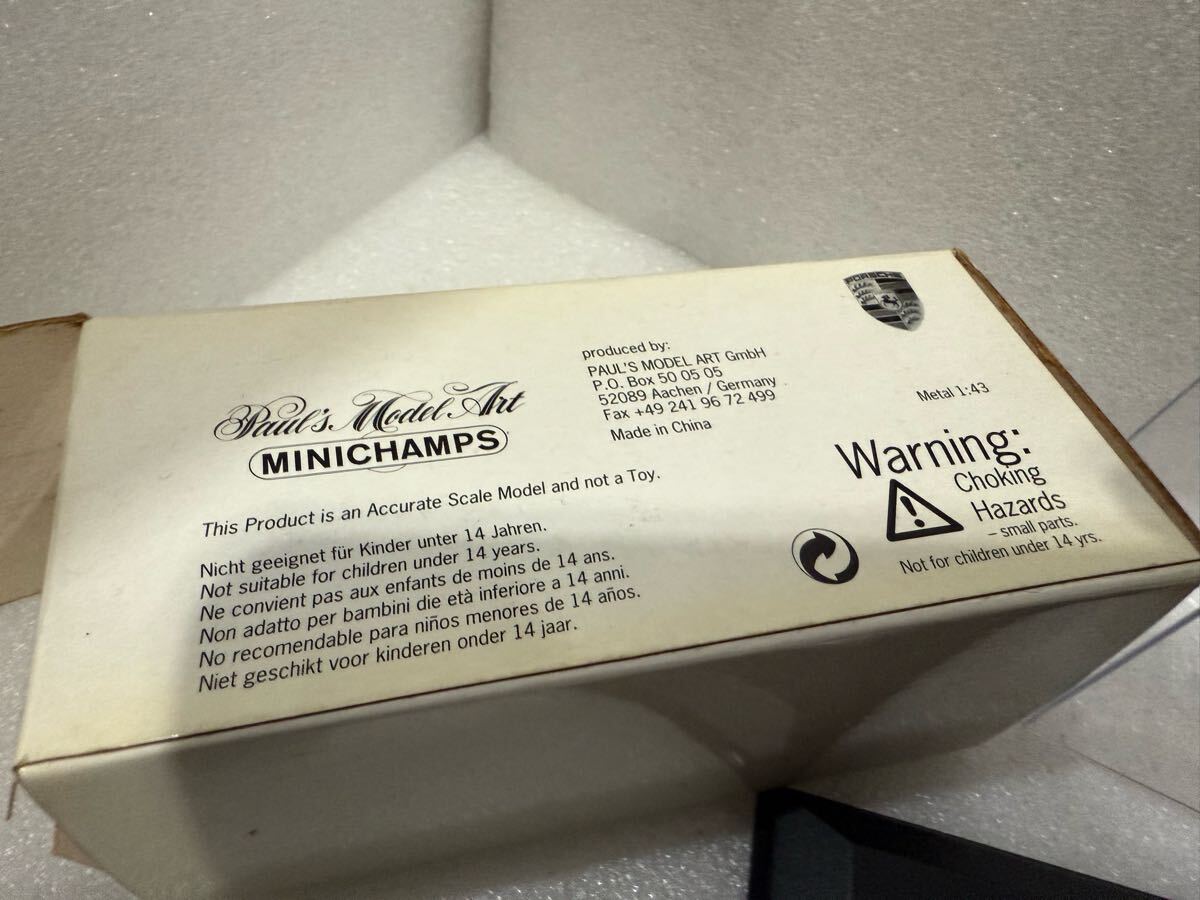 PORSCHE
Paul's Model Art
MINICHAMPS
produced by:
PAUL'S MODEL ART GmbH
P.O. Box 50 05 05
52089 Aachen / Germany
Fax +49 241 96 72 499
Made in China
Metal 1:43
This Product is an Accurate Scale Model and not a Toy.
Nicht geeignet für Kinder unter 14 Jahren.
Not suitable for children under 14 years.
Ne convient pas aux enfants de moins de 14 ans.
Non adatto per bambini die età inferiore a 14 anni.
No recomendable para niños menores de 14 años.
Niet geschikt voor kinderen onder 14 jaar.
Warning:
Choking
Hazards
– small parts.
Not for children under 14 yrs.